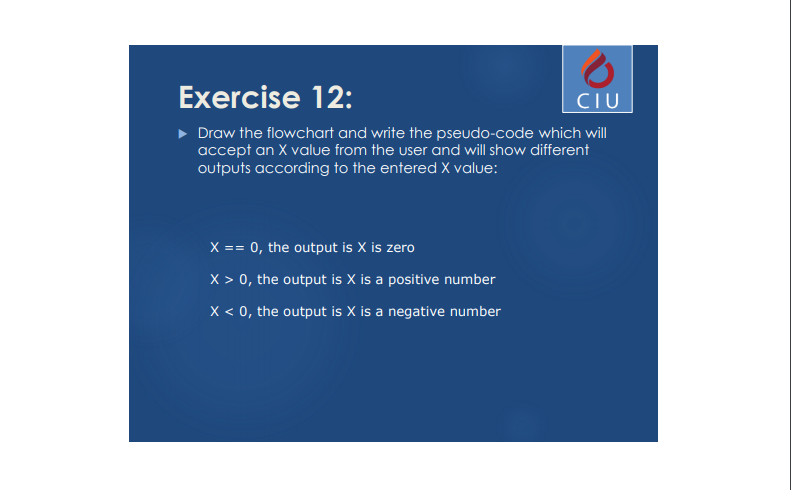 CIU
Exercise 12:
Draw the flowchart and write the pseudo-code which will
accept an X value from the user and will show different
outputs according to the entered X value:
X == 0, the output is X is zero
X > 0, the output is X is a positive number
X < 0, the output is X is a negative number